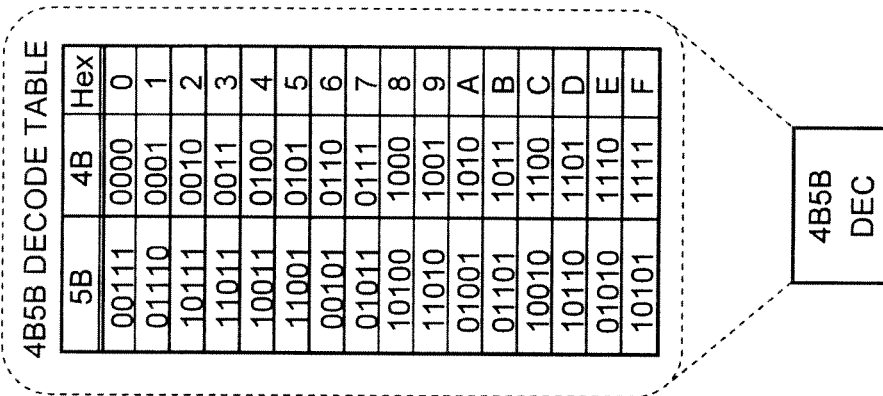 4B5B DECODE TABLE
5B 4B Hex
00111 0000 0
01110 0001 1
10111 0010 2
11011 0011 3
10011 0100 4
11001 0101 5
00101 0110 6
01011 0111 7
10100 1000 8
11010 1001 9
01001 1010 A
01101 1011 B
10010 1100 C
10110 1101 D
01010 1110 E
10101 1111 F
4B5B
DEC